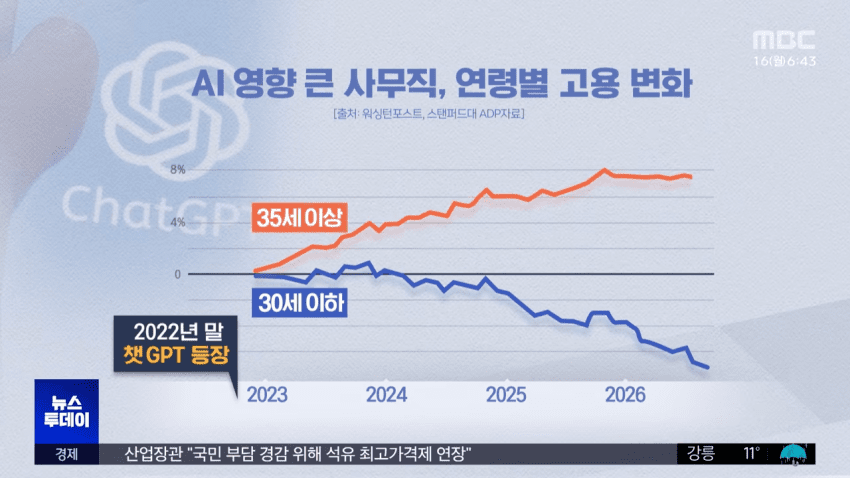 MBC
16(월) 6:43
AI 영향 큰 사무직, 연령별 고용 변화
[출처: 워싱턴포스트, 스탠퍼드대 ADP자료]
ChatGPT
8%
35세 이상
4%
0
30세 이하
2022년 말
챗GPT 등장
2023
2024
2025
2026
뉴스
투데이
경제
산업장관 "국민 부담 경감 위해 석유 최고가격제 연장"
강릉
11°